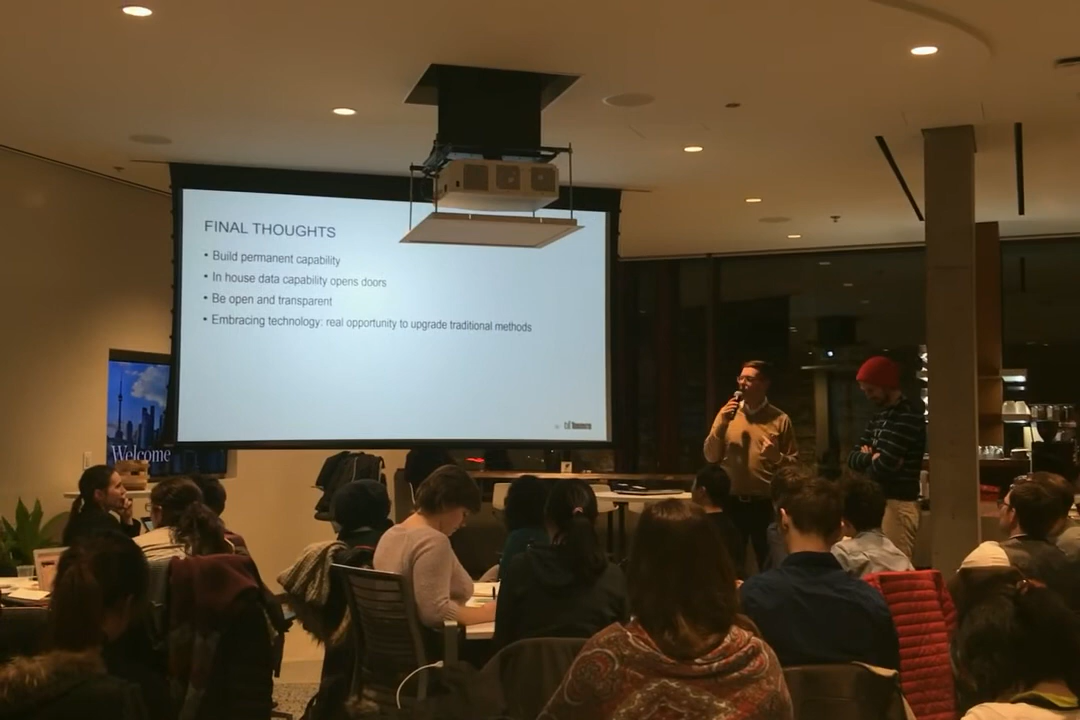 FINAL THOUGHTS
• Build permanent capability
• In house data capability opens doors
• Be open and transparent
• Embracing technology: real opportunity to upgrade traditional methods
Toronto
Welcome